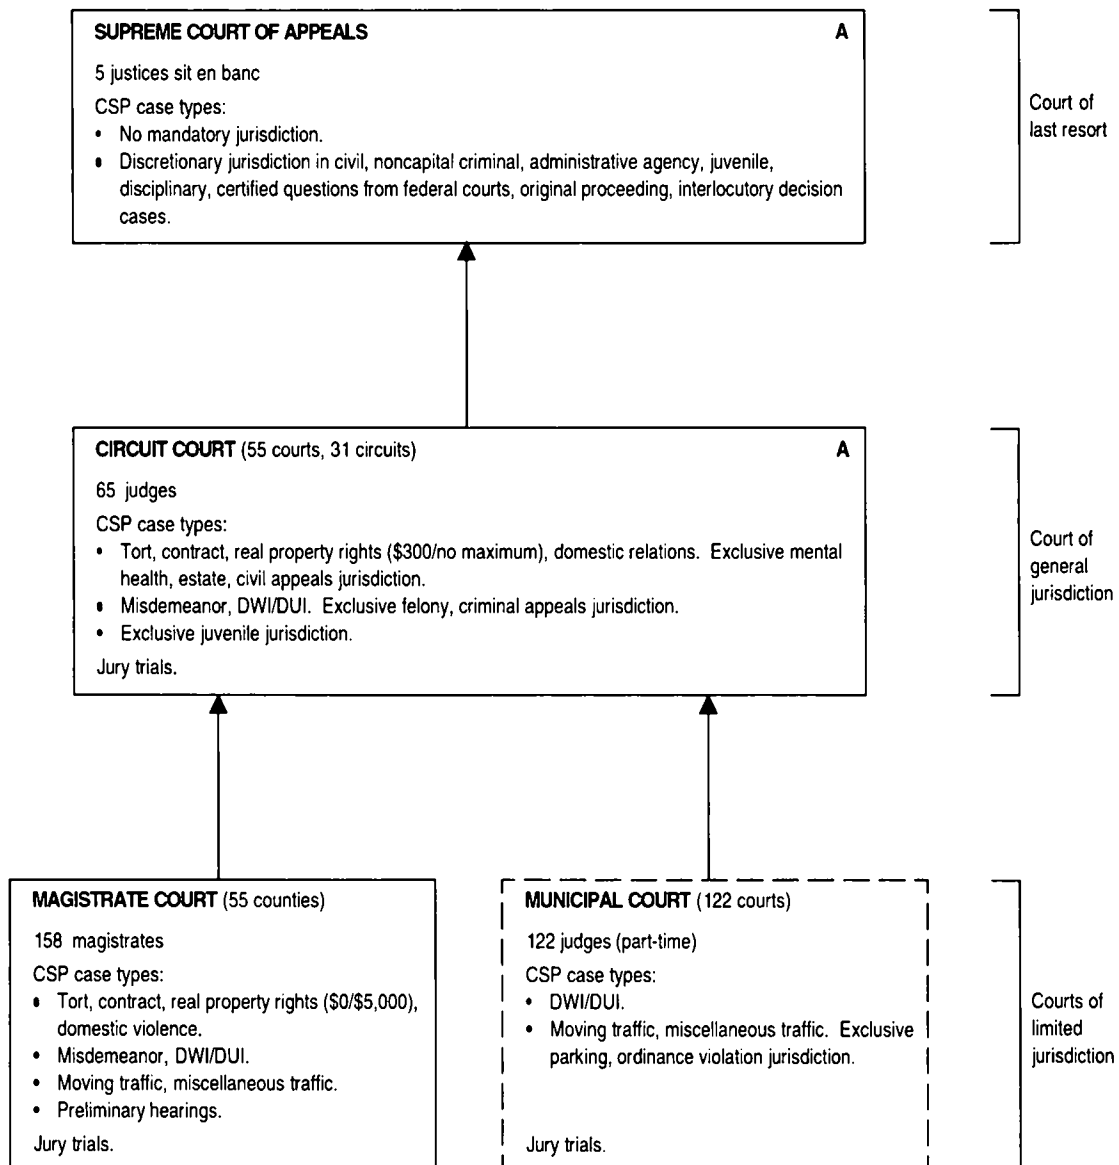 SUPREME COURT OF APPEALS A
5 justices sit en banc
CSP case types:
• No mandatory jurisdiction.
• Discretionary jurisdiction in civil, noncapital criminal, administrative agency, juvenile,
disciplinary, certified questions from federal courts, original proceeding, interlocutory decision
cases.
Court of
last resort
CIRCUIT COURT (55 courts, 31 circuits) A
65 judges
CSP case types:
• Tort, contract, real property rights ($300/no maximum), domestic relations. Exclusive mental
health, estate, civil appeals jurisdiction.
• Misdemeanor, DWI/DUI. Exclusive felony, criminal appeals jurisdiction.
• Exclusive juvenile jurisdiction.
Jury trials.
Court of
general
jurisdiction
MAGISTRATE COURT (55 counties)
158 magistrates
CSP case types:
• Tort, contract, real property rights ($0/$5,000),
domestic violence.
• Misdemeanor, DWI/DUI.
• Moving traffic, miscellaneous traffic.
• Preliminary hearings.
Jury trials.
MUNICIPAL COURT (122 courts)
122 judges (part-time)
CSP case types:
• DWI/DUI.
• Moving traffic, miscellaneous traffic. Exclusive
parking, ordinance violation jurisdiction.
Jury trials.
Courts of
limited
jurisdiction